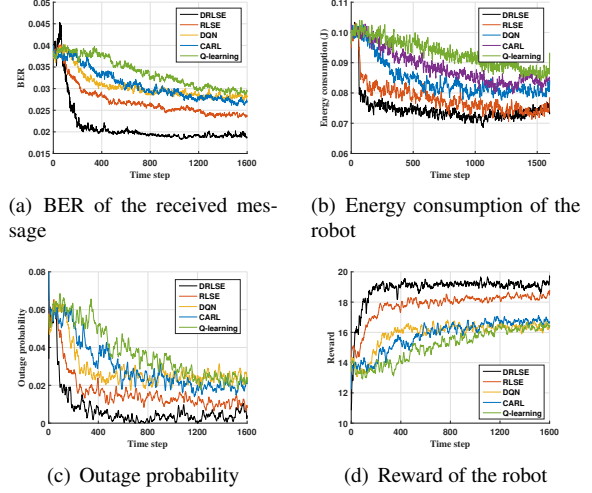 0.05
0.045
0.04
0.035
0.03
0.025
0.02
0.015
BER
0
400
800
1200
1600
Time step
DRLSE
RLSE
DQN
CARL
Q-learning
(a) BER of the received mes-
sage
0.10
0.09
0.08
0.07
0.06
Energy consumption (J)
0
500
1000
1500
Time step
DRLSE
RLSE
DQN
CARL
Q-learning
(b) Energy consumption of the
robot
0.08
0.06
0.04
0.02
0
Outage probability
0
400
800
1200
1600
Time step
DRLSE
RLSE
DQN
CARL
Q-learning
(c) Outage probability
20
19
18
16
14
12
10
Reward
0
400
800
1200
1600
Time step
DRLSE
RLSE
DQN
CARL
Q-learning
(d) Reward of the robot